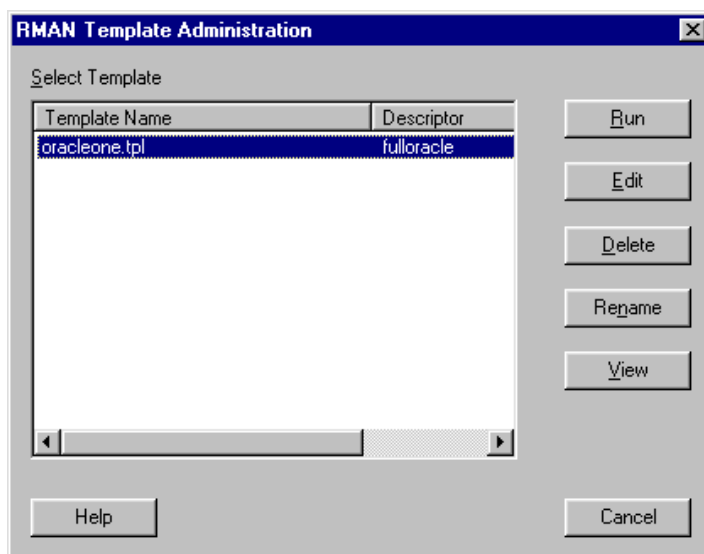 RMAN Template Administration
Select Template
Template Name Descriptor
oracleone.tpl fulloracle
Run
Edit
Delete
Rename
View
Help Cancel